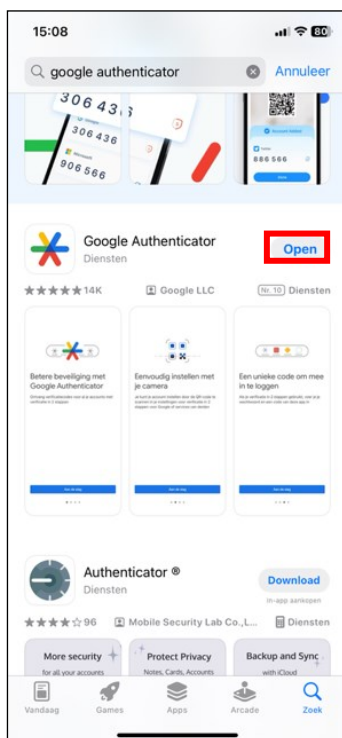 15:08
80
google authenticator
Annuleer
306 436
306 436
Microsoft
906 566
Account Added
886 566
Google Authenticator
Diensten
Open
14K
Google LLC
Nr. 10 Diensten
Betere beveiliging met
Google Authenticator
Eenvoudig instellen met
je camera
Een unieke code om mee
in te loggen
Authenticator ®
Diensten
Download
In-app aankopen
96
Mobile Security Lab Co.,L...
Diensten
More security
for all your accounts
Protect Privacy
Notes, Cards, Accounts
Backup and Sync
with iCloud
Vandaag
Games
Apps
Arcade
Zoek